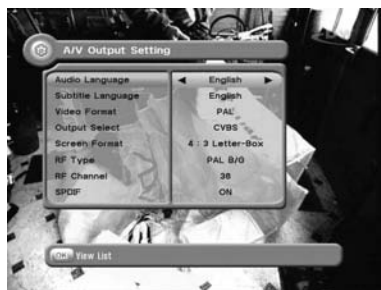 A/V Output Setting
Audio Language ◀ English ▶
Subtitle Language English
Video Format PAL
Output Select CVBS
Screen Format 4 : 3 Letter-Box
RF Type PAL B/G
RF Channel 38
SPDIF ON
OK View List